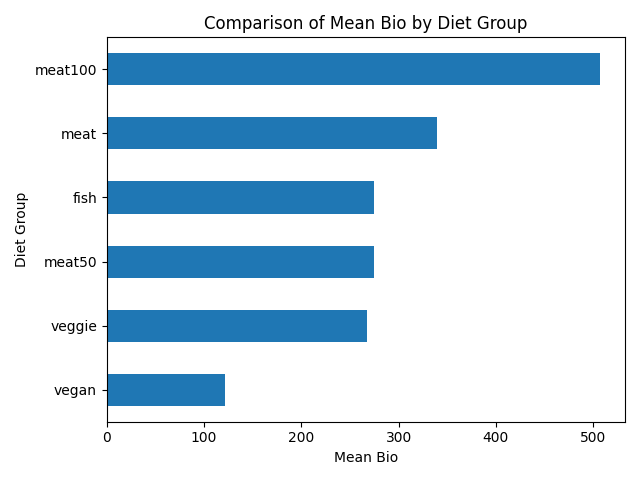 Comparison of Mean Bio by Diet Group
meat100
meat
fish
meat50
veggie
vegan
Diet Group
0 100 200 300 400 500
Mean Bio